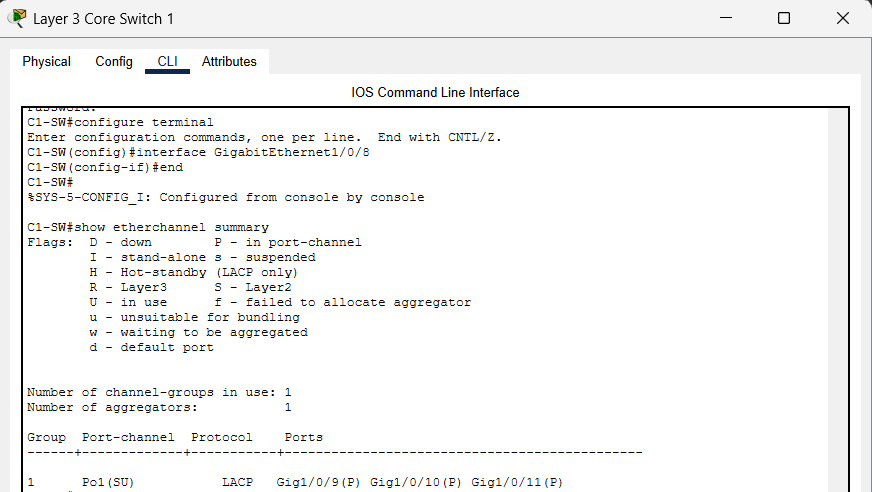 Layer 3 Core Switch 1
Physical Config CLI Attributes
IOS Command Line Interface
C1-SW#configure terminal
Enter configuration commands, one per line.  End with CNTL/Z.
C1-SW(config)#interface GigabitEthernet1/0/8
C1-SW(config-if)#end
C1-SW#
%SYS-5-CONFIG_I: Configured from console by console
C1-SW#show etherchannel summary
Flags:  D - down        P - in port-channel
        I - stand-alone s - suspended
        H - Hot-standby (LACP only)
        R - Layer3      S - Layer2
        U - in use      f - failed to allocate aggregator
        u - unsuitable for bundling
        w - waiting to be aggregated
        d - default port
Number of channel-groups in use: 1
Number of aggregators:           1
Group  Port-channel  Protocol    Ports
------+-------------+-----------+----------------------------------------------
1      Po1(SU)           LACP   Gig1/0/9(P) Gig1/0/10(P) Gig1/0/11(P)